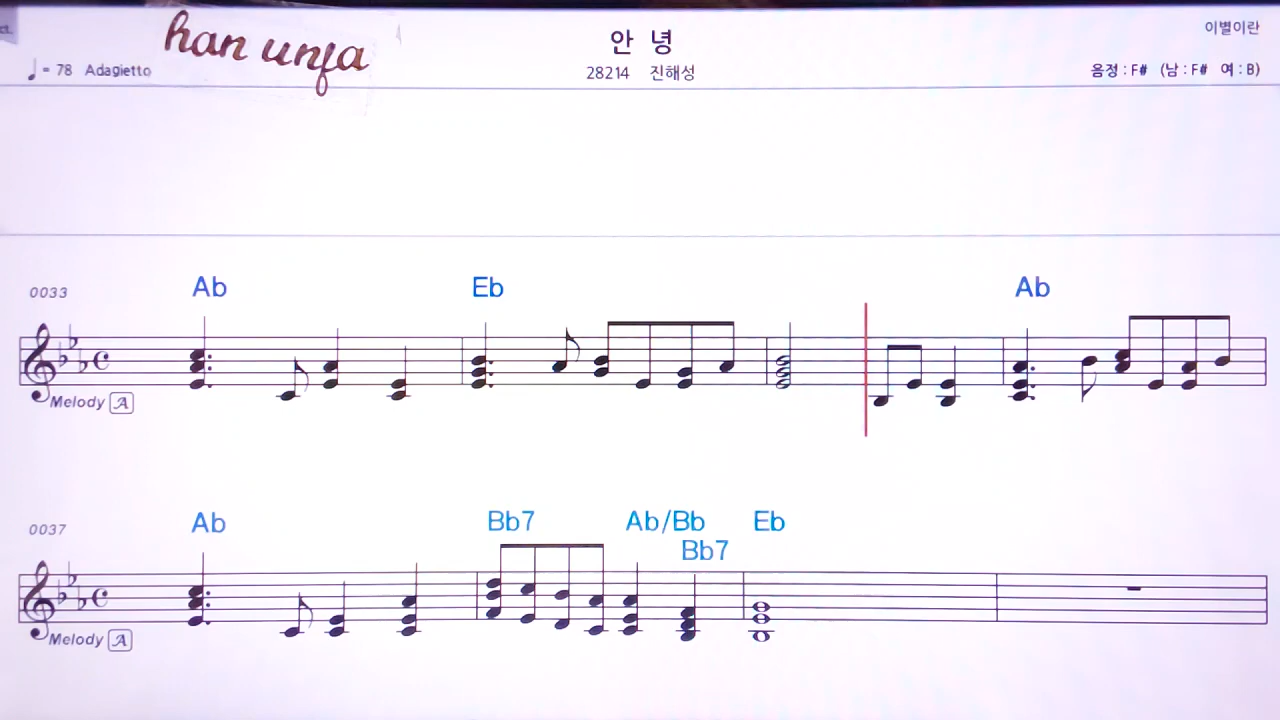 ct.
han unja
안 녕
이별이란
♩ = 78 Adagietto
28214 진해성
음정 : F# (남 : F# 여 : B)
0033
Ab Eb Ab
Melody A
0037
Ab Bb7 Ab/Bb Eb
Bb7
Melody A